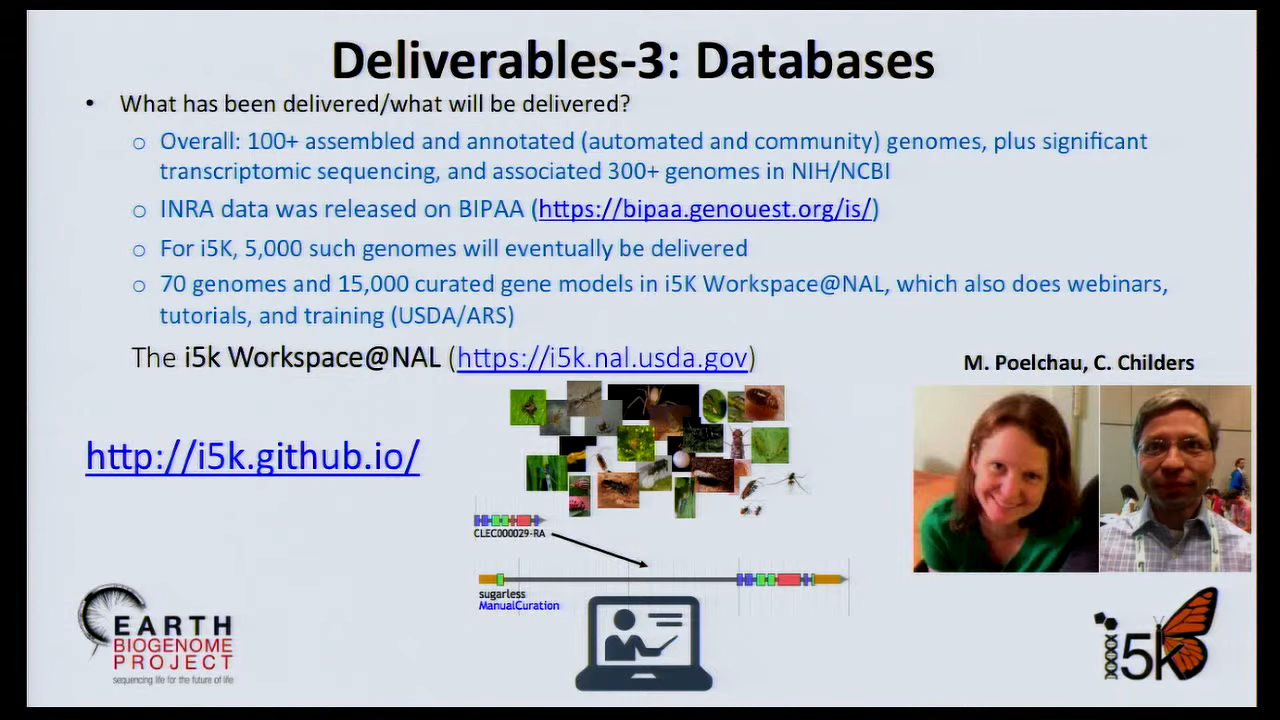 Deliverables-3: Databases
• What has been delivered/what will be delivered?
o Overall: 100+ assembled and annotated (automated and community) genomes, plus significant
transcriptomic sequencing, and associated 300+ genomes in NIH/NCBI
o INRA data was released on BIPAA (https://bipaa.genouest.org/is/)
o For i5K, 5,000 such genomes will eventually be delivered
o 70 genomes and 15,000 curated gene models in i5K Workspace@NAL, which also does webinars,
tutorials, and training (USDA/ARS)
The i5k Workspace@NAL (https://i5k.nal.usda.gov)
M. Poelchau, C. Childers
http://i5k.github.io/
CLEC000029-RA
sugarless
ManualCuration
EARTH
BIOGENOME
PROJECT
sequencing life for the future of life
i5k